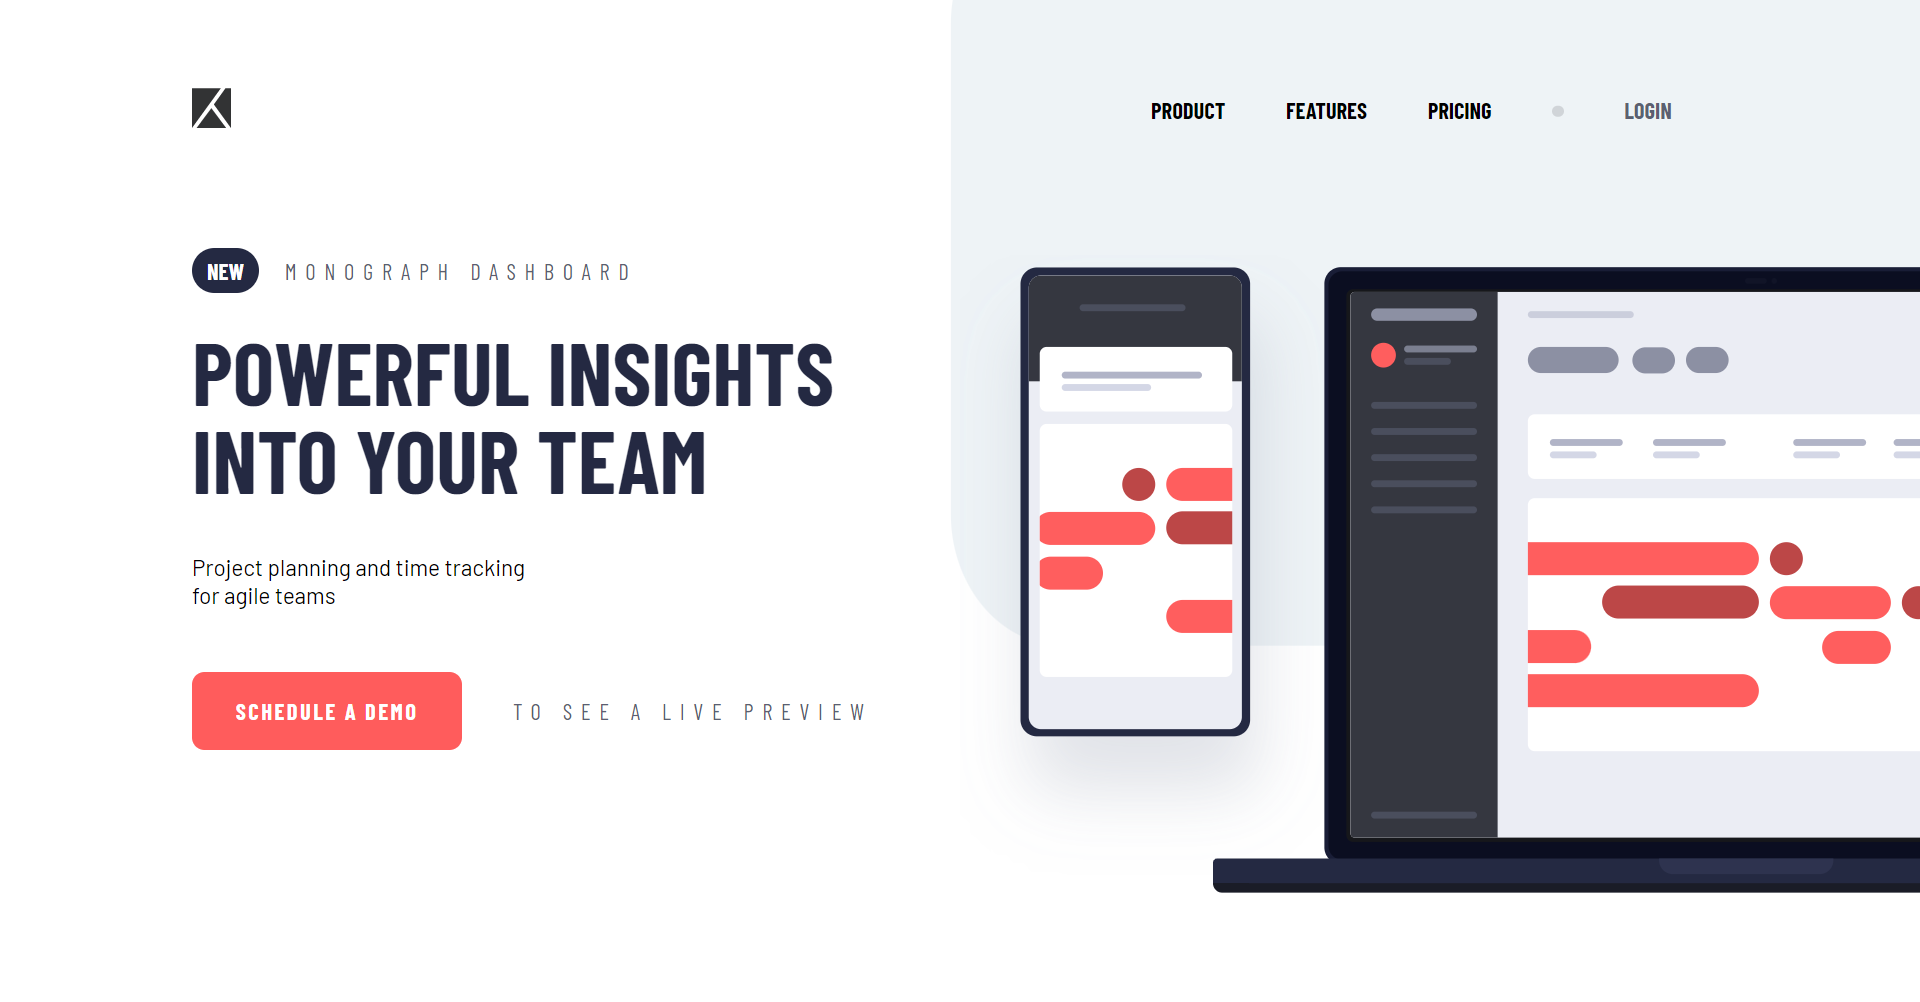 PRODUCT FEATURES PRICING LOGIN
NEW MONOGRAPH DASHBOARD
POWERFUL INSIGHTS
INTO YOUR TEAM
Project planning and time tracking
for agile teams
SCHEDULE A DEMO TO SEE A LIVE PREVIEW